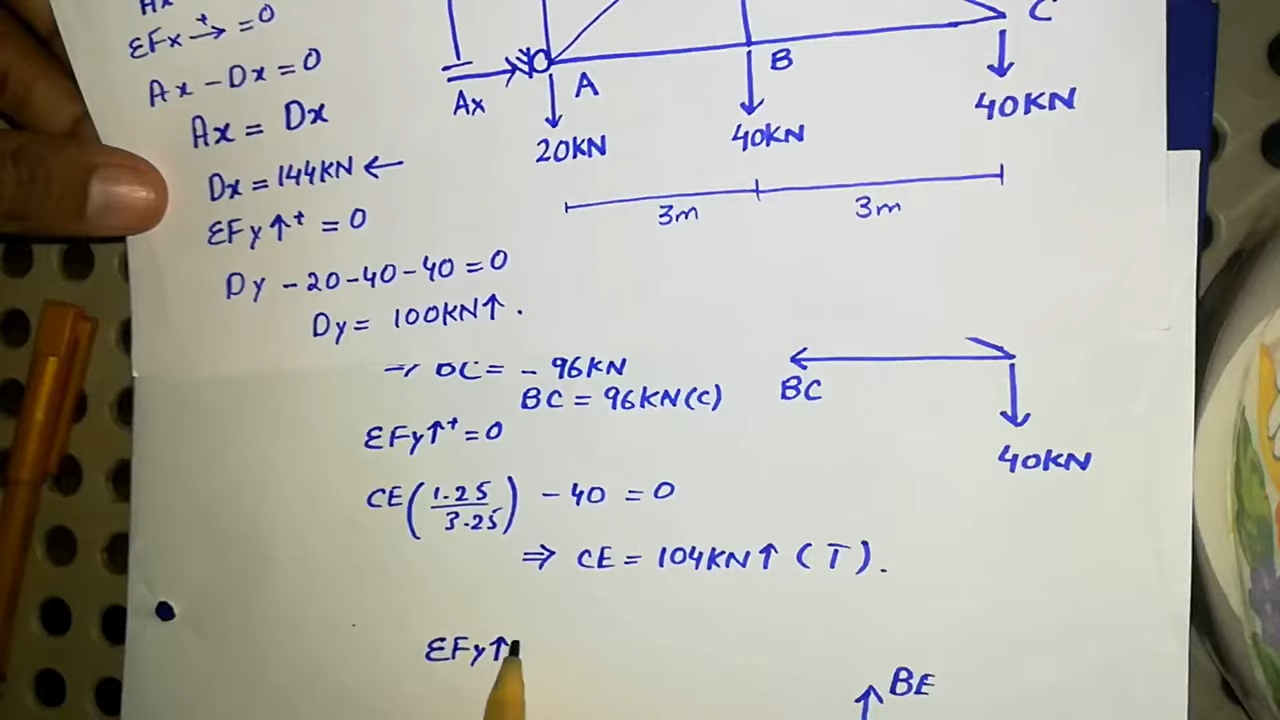 C
ΣFx →+ = 0
40KN
Ax - Dx = 0
B
A
Ax
Ax = Dx
20KN
40KN
Dx = 144KN ←
3m
3m
ΣFy ↑+ = 0
Dy - 20 - 40 - 40 = 0
Dy = 100KN↑.
BC = - 96KN
BC = 96KN(C)
BC
ΣFy↑+ = 0
40KN
CE(1.25/3.25) - 40 = 0
⇒ CE = 104KN↑ (T).
ΣFy↑
BE